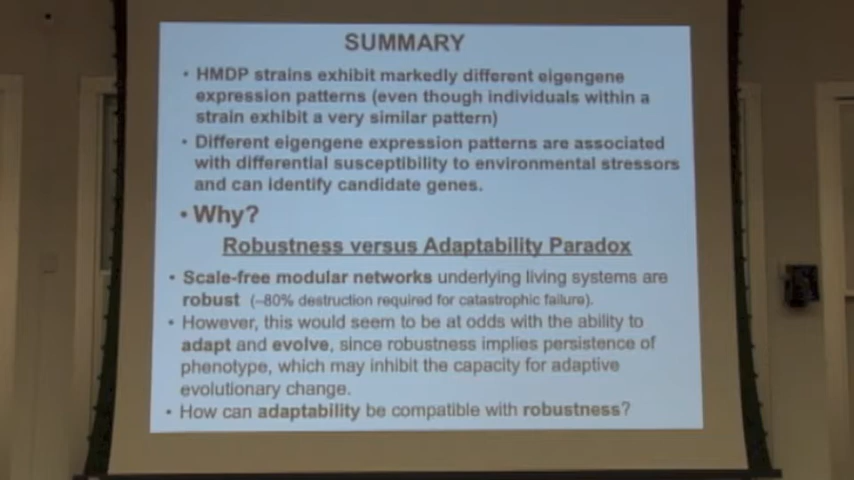 SUMMARY
• HMDP strains exhibit markedly different eigengene
expression patterns (even though individuals within a
strain exhibit a very similar pattern)
• Different eigengene expression patterns are associated
with differential susceptibility to environmental stressors
and can identify candidate genes.
• Why?
Robustness versus Adaptability Paradox
• Scale-free modular networks underlying living systems are
robust (~80% destruction required for catastrophic failure).
• However, this would seem to be at odds with the ability to
adapt and evolve, since robustness implies persistence of
phenotype, which may inhibit the capacity for adaptive
evolutionary change.
• How can adaptability be compatible with robustness?